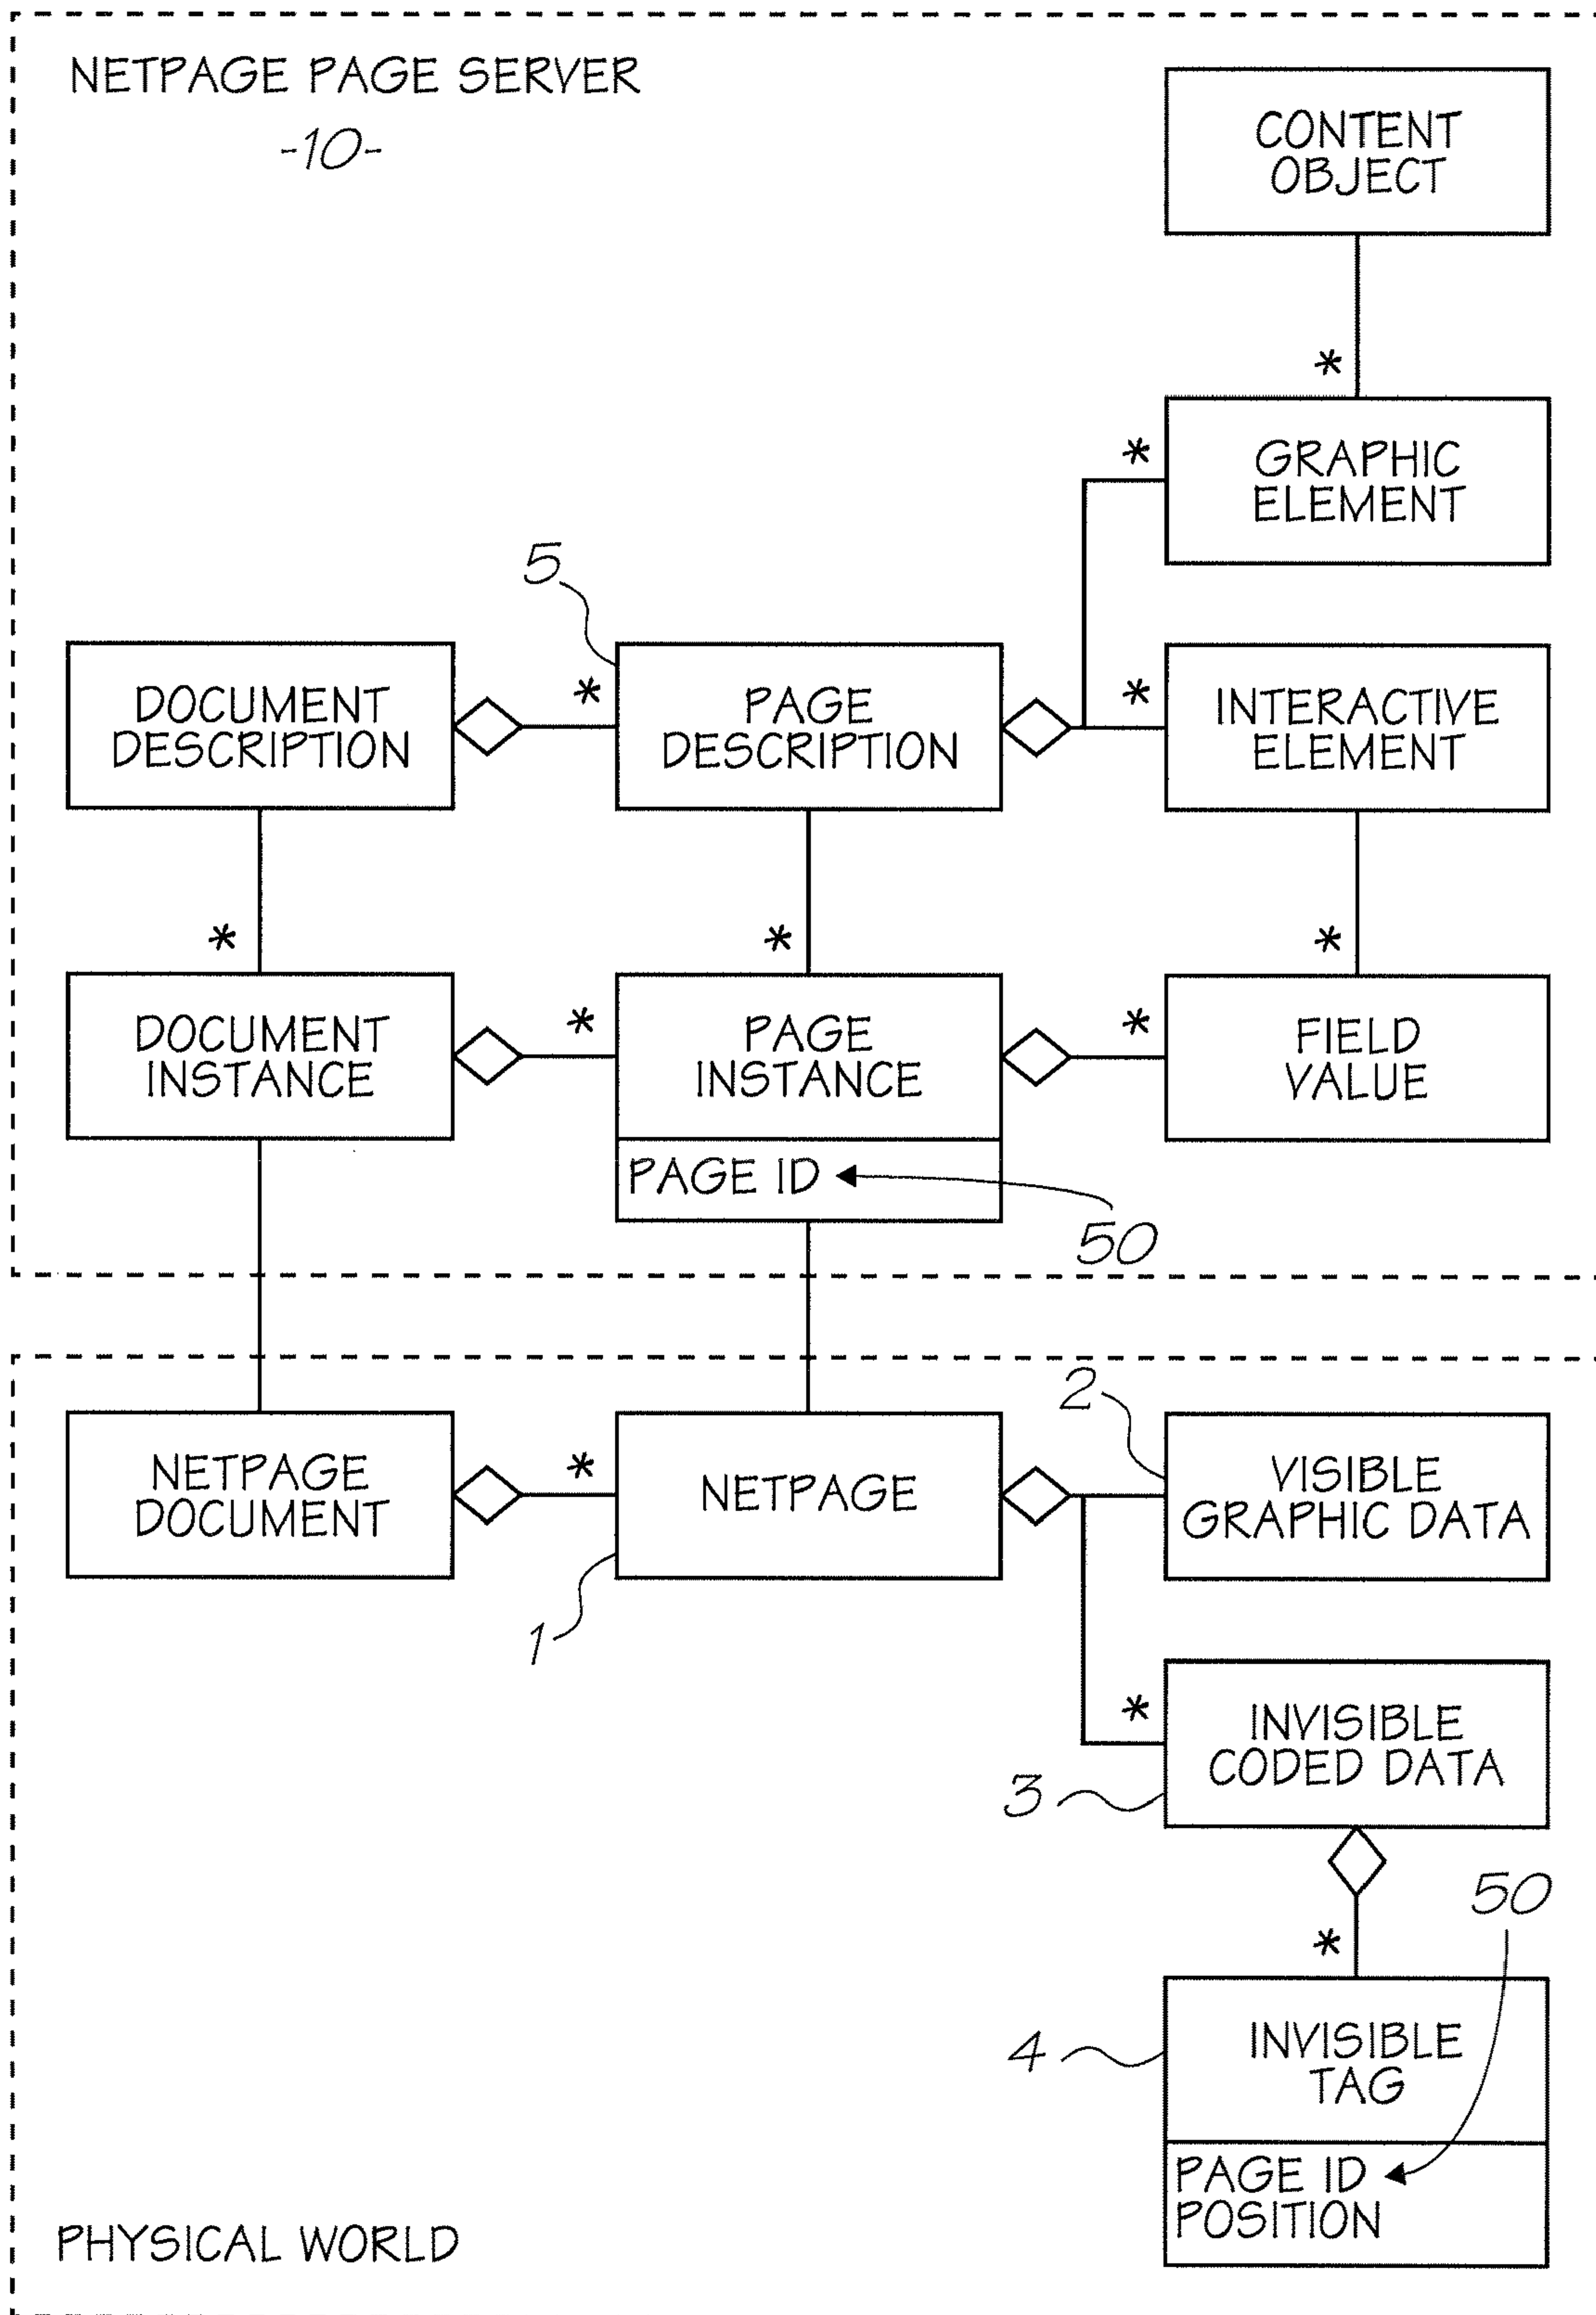 NETPAGE PAGE SERVER
-10-
CONTENT
OBJECT
*
*
GRAPHIC
ELEMENT
5
DOCUMENT
DESCRIPTION
*
PAGE
DESCRIPTION
*
INTERACTIVE
ELEMENT
*
*
*
DOCUMENT
INSTANCE
*
PAGE
INSTANCE
*
FIELD
VALUE
PAGE ID
50
2
NETPAGE
DOCUMENT
*
NETPAGE
VISIBLE
GRAPHIC DATA
1
*
INVISIBLE
CODED DATA
3
50
*
4
INVISIBLE
TAG
PAGE ID
POSITION
PHYSICAL WORLD